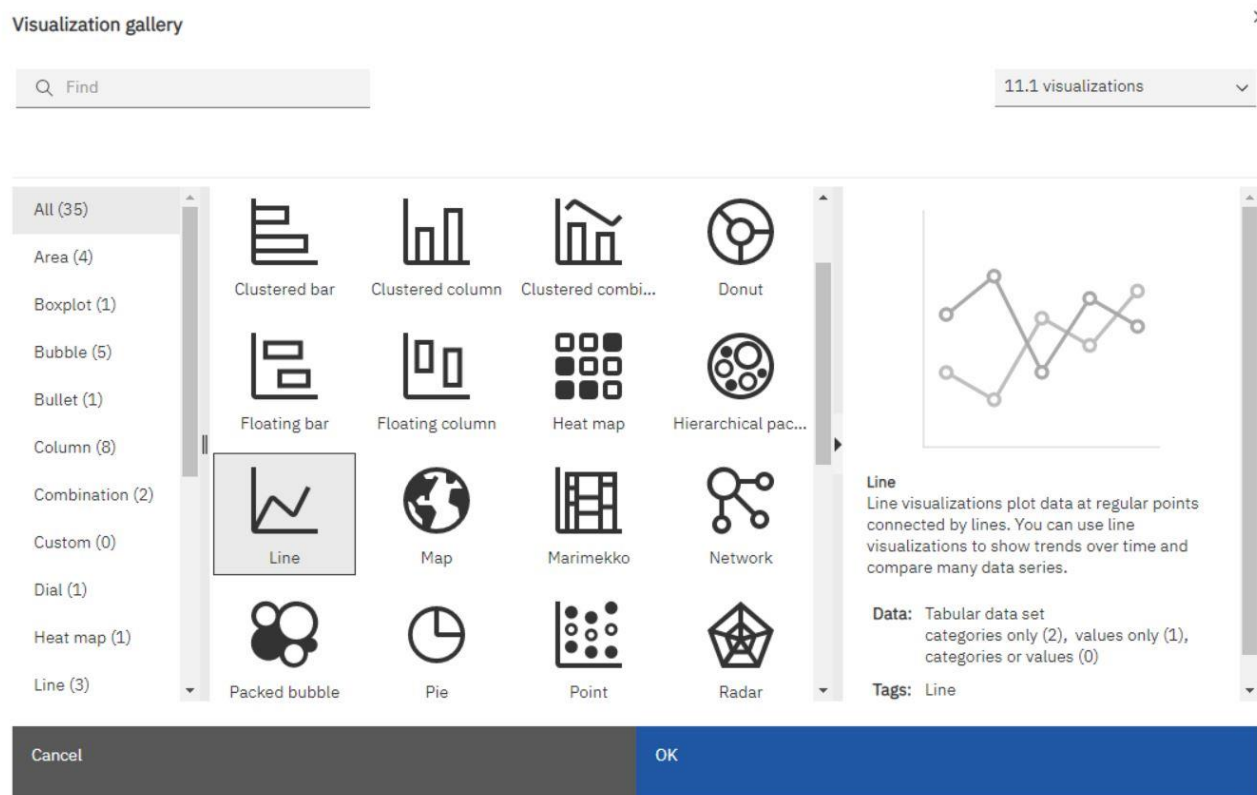 Visualization gallery
Find
11.1 visualizations
All (35)
Area (4)
Boxplot (1)
Bubble (5)
Bullet (1)
Column (8)
Combination (2)
Custom (0)
Dial (1)
Heat map (1)
Line (3)
Clustered bar
Clustered column
Clustered combi...
Donut
Floating bar
Floating column
Heat map
Hierarchical pac...
Line
Map
Marimekko
Network
Packed bubble
Pie
Point
Radar
Line
Line visualizations plot data at regular points
connected by lines. You can use line
visualizations to show trends over time and
compare many data series.
Data: Tabular data set
categories only (2), values only (1),
categories or values (0)
Tags: Line
Cancel
OK